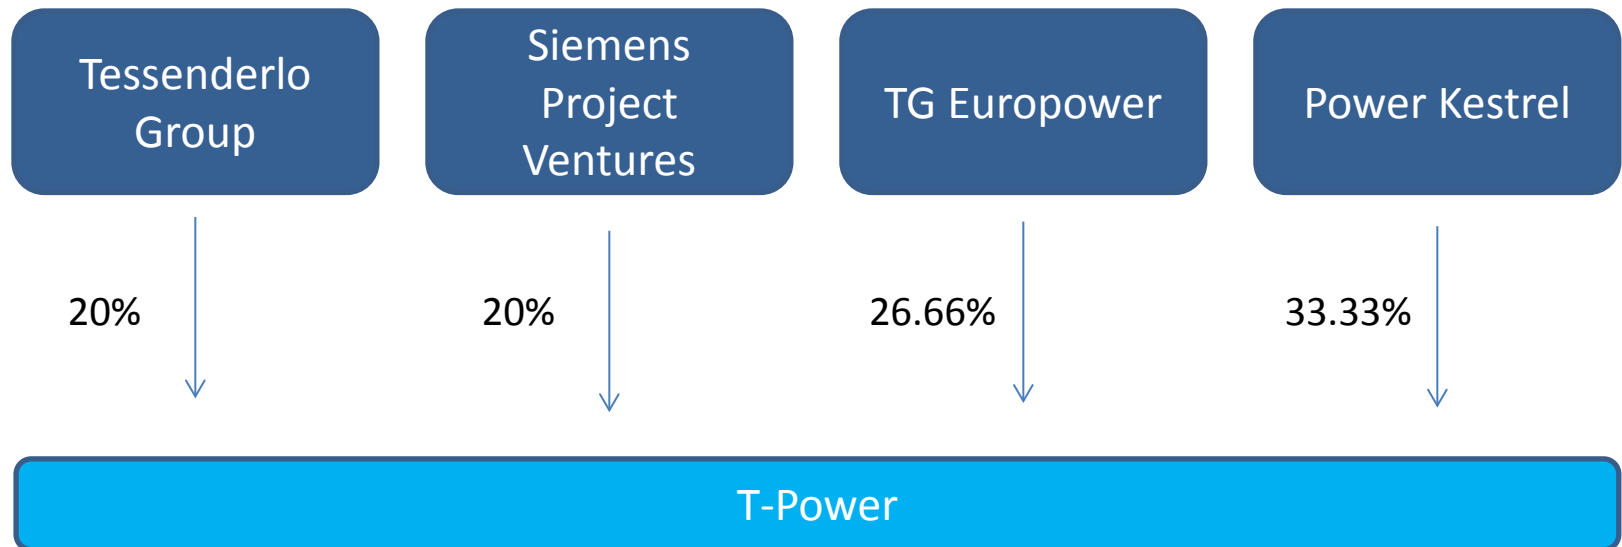 Tessenderlo
Group
Siemens
Project
Ventures
TG Europower
Power Kestrel
20%
20%
26.66%
33.33%
T-Power